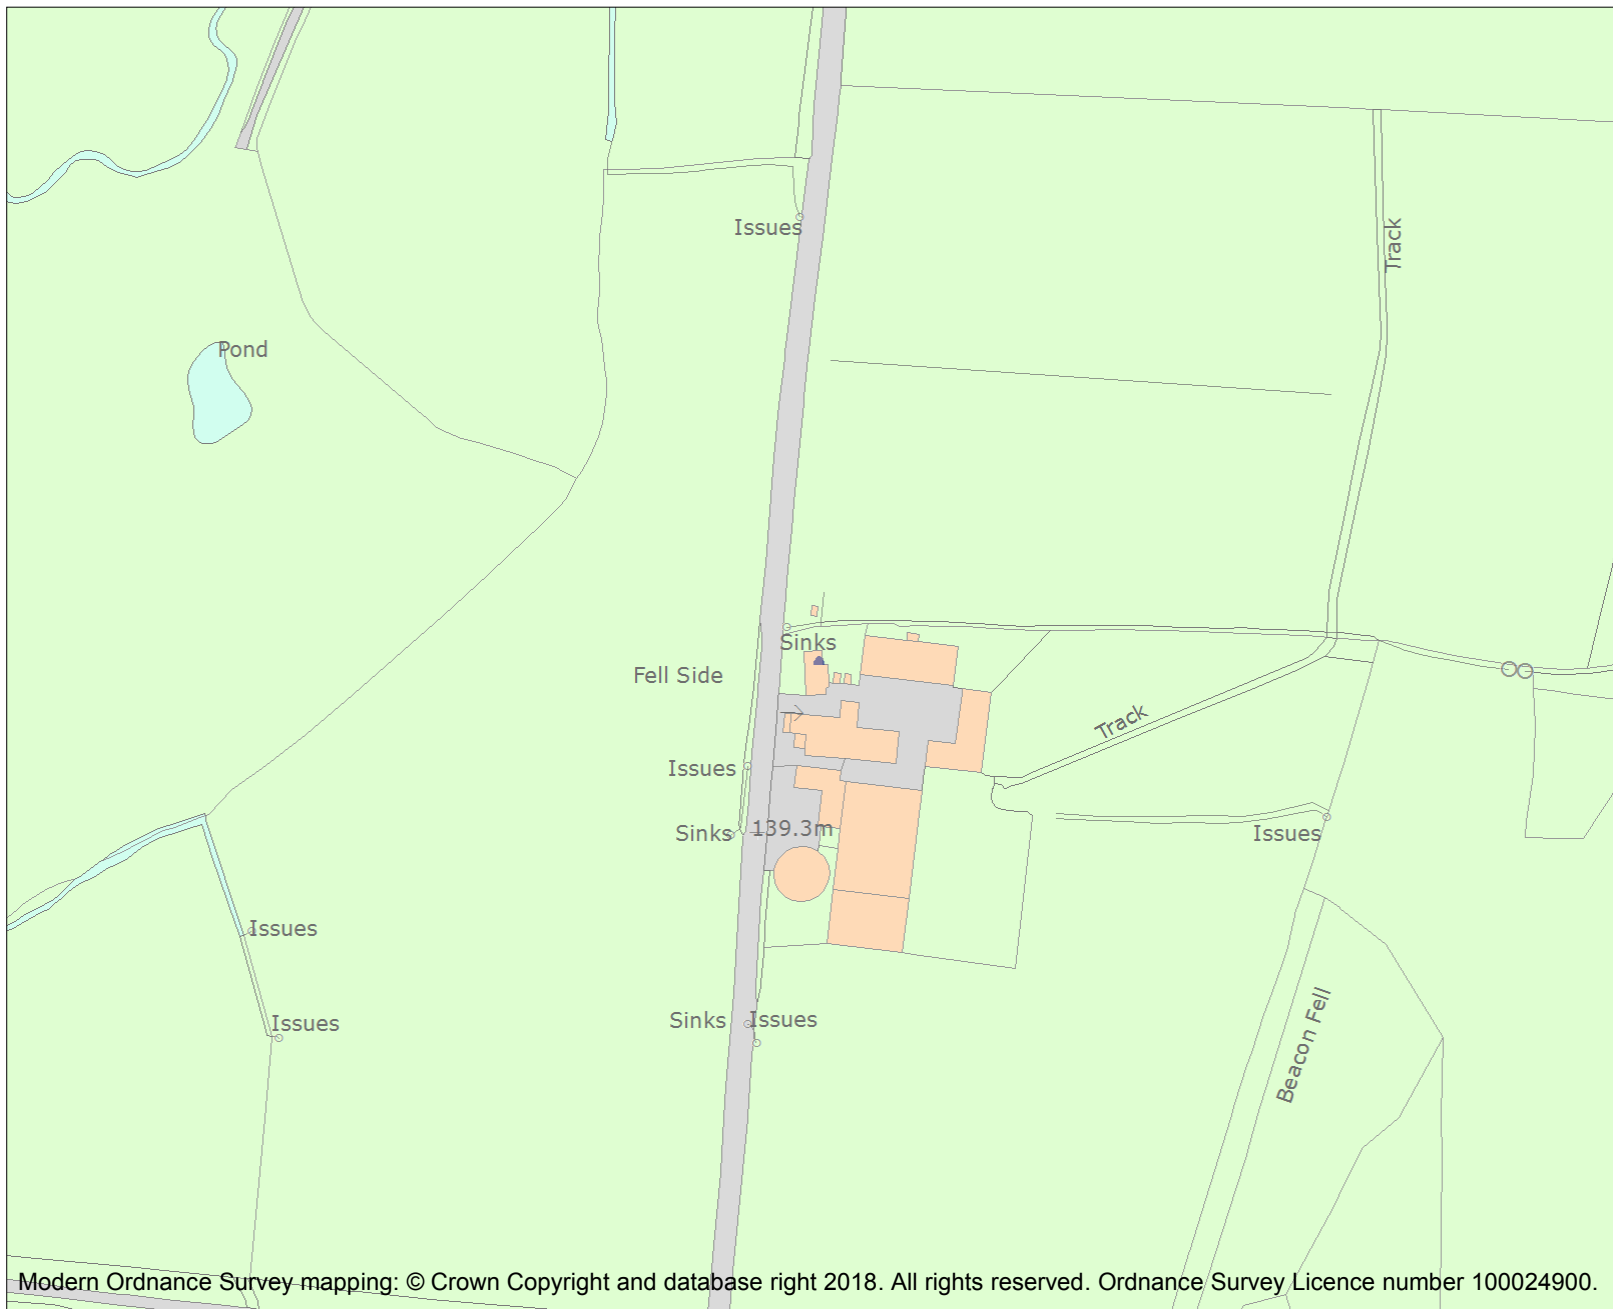 Issues
Track
Pond
Sinks
Fell Side
Track
Issues
Sinks
139.3m
Issues
Issues
Issues
Sinks
Issues
Beacon Fell
Modern Ordnance Survey mapping: © Crown Copyright and database right 2018. All rights reserved. Ordnance Survey Licence number 100024900.